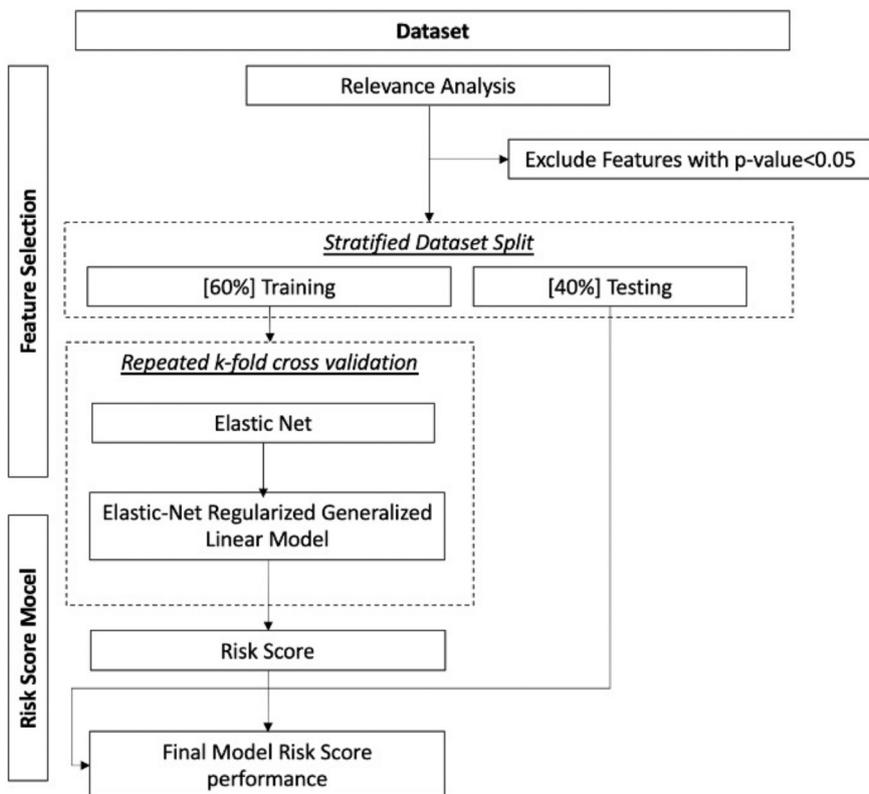 Dataset
Feature Selection
Relevance Analysis
Exclude Features with p-value<0.05
Stratified Dataset Split
[60%] Training
[40%] Testing
Repeated k-fold cross validation
Elastic Net
Elastic-Net Regularized Generalized
Linear Model
Risk Score Mocel
Risk Score
Final Model Risk Score
performance